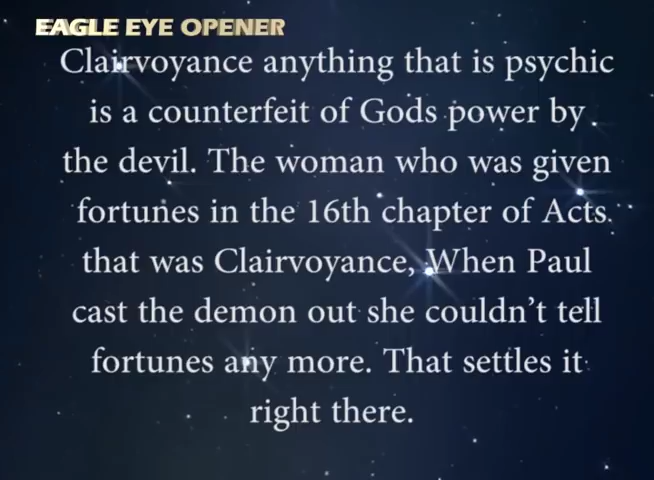 EAGLE EYE OPENER
Clairvoyance anything that is psychic
is a counterfeit of Gods power by
the devil. The woman who was given
fortunes in the 16th chapter of Acts
that was Clairvoyance, When Paul
cast the demon out she couldn't tell
fortunes any more. That settles it
right there.